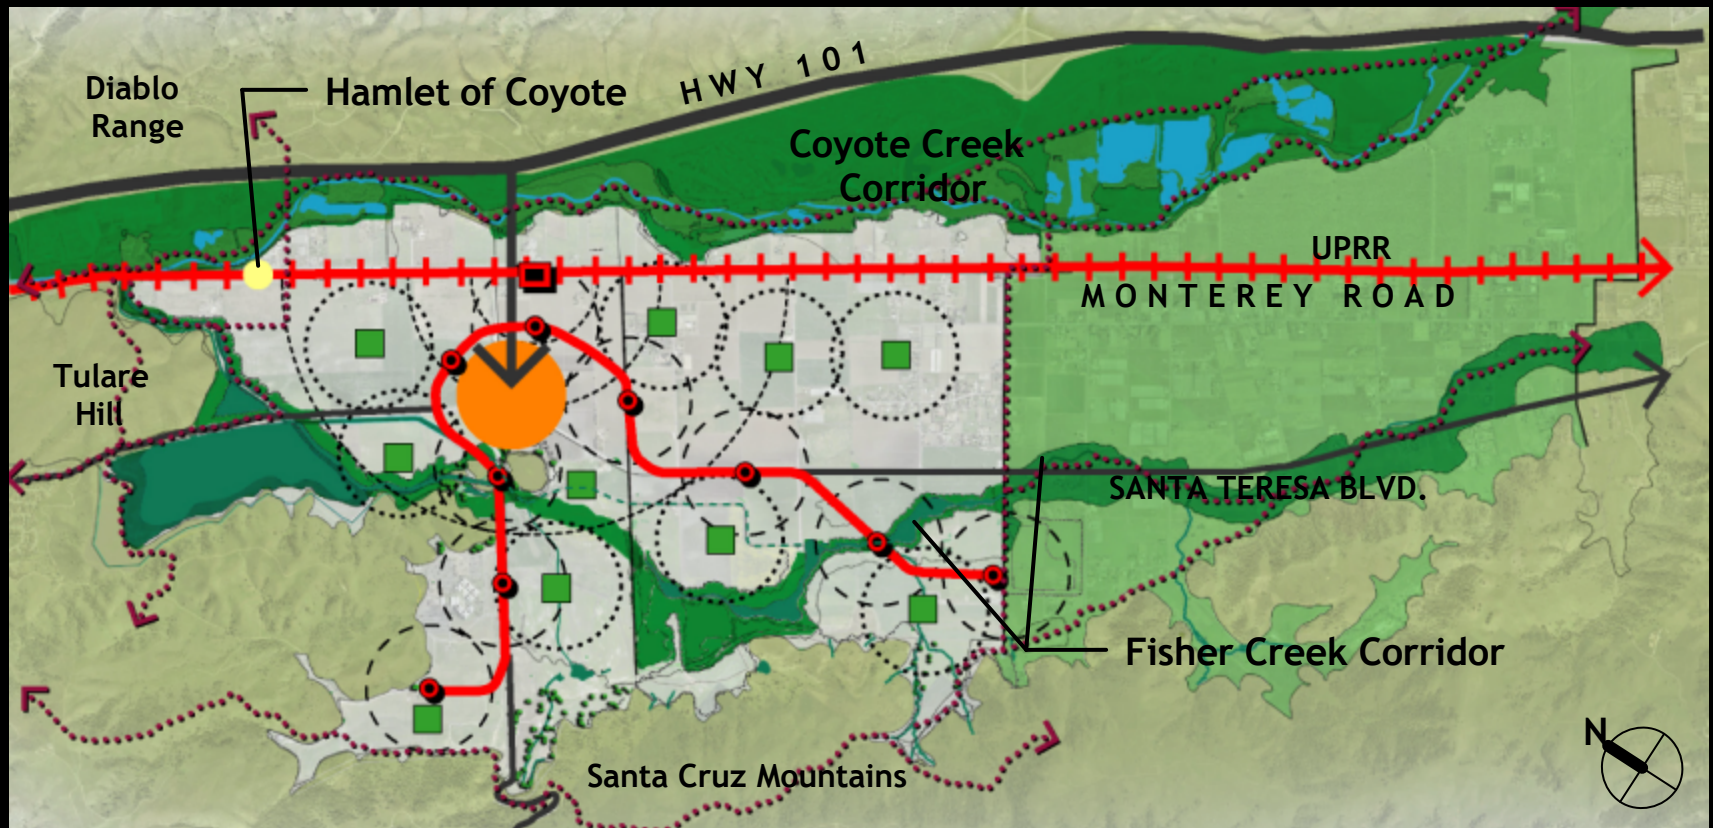 Diablo
Range
Hamlet of Coyote
HWY 101
Coyote Creek
Corridor
UPRR
MONTEREY ROAD
Tulare
Hill
SANTA TERESA BLVD.
Fisher Creek Corridor
Santa Cruz Mountains
N